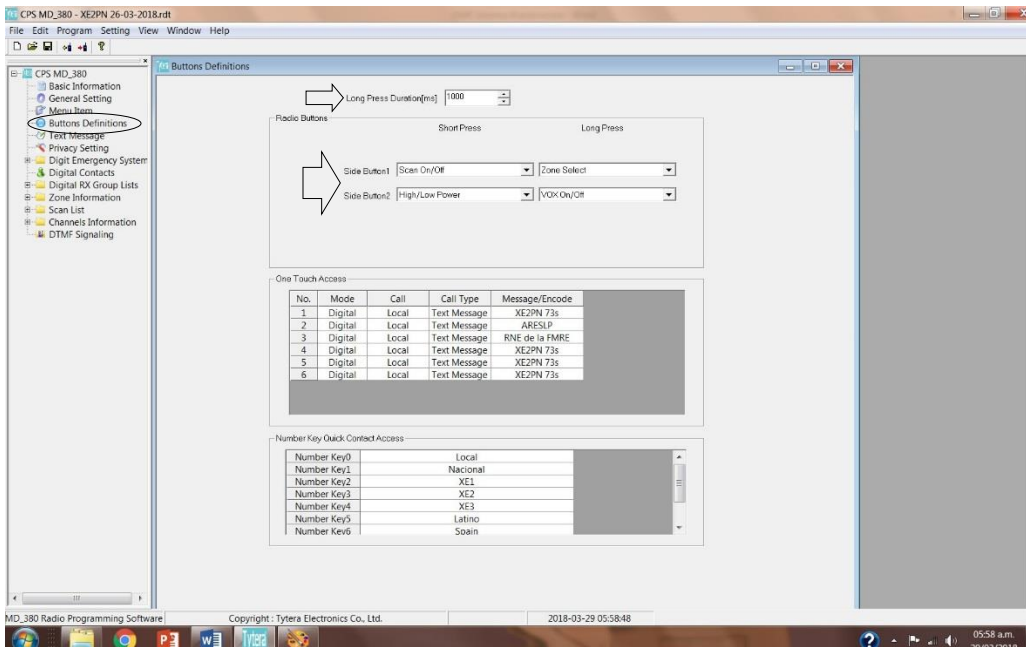 CPS MD_380 - XE2PN 26-03-2018.rdt
File Edit Program Setting View Window Help
CPS MD_380
Basic Information
General Setting
Menu Item
Buttons Definitions
Text Message
Privacy Setting
Digit Emergency System
Digital Contacts
Digital RX Group Lists
Zone Information
Scan List
Channels Information
DTMF Signaling
Buttons Definitions
Long Press Duration[ms] 1000
Radio Buttons
Short Press Long Press
Side Button1 Scan On/Off Zone Select
Side Button2 High/Low Power VOX On/Off
One Touch Access
No. Mode Call Call Type Message/Encode
1 Digital Local Text Message XE2PN 73s
2 Digital Local Text Message ARESLP
3 Digital Local Text Message RNE de la FMRE
4 Digital Local Text Message XE2PN 73s
5 Digital Local Text Message XE2PN 73s
6 Digital Local Text Message XE2PN 73s
Number Key Quick Contact Access
Number Key0 Local
Number Key1 Nacional
Number Key2 XE1
Number Key3 XE2
Number Key4 XE3
Number Key5 Latino
Number Key6 Spain
MD_380 Radio Programming Software Copyright : Tytera Electronics Co., Ltd. 2018-03-29 05:58:48
Tytera
05:58 a.m.
29/03/2018